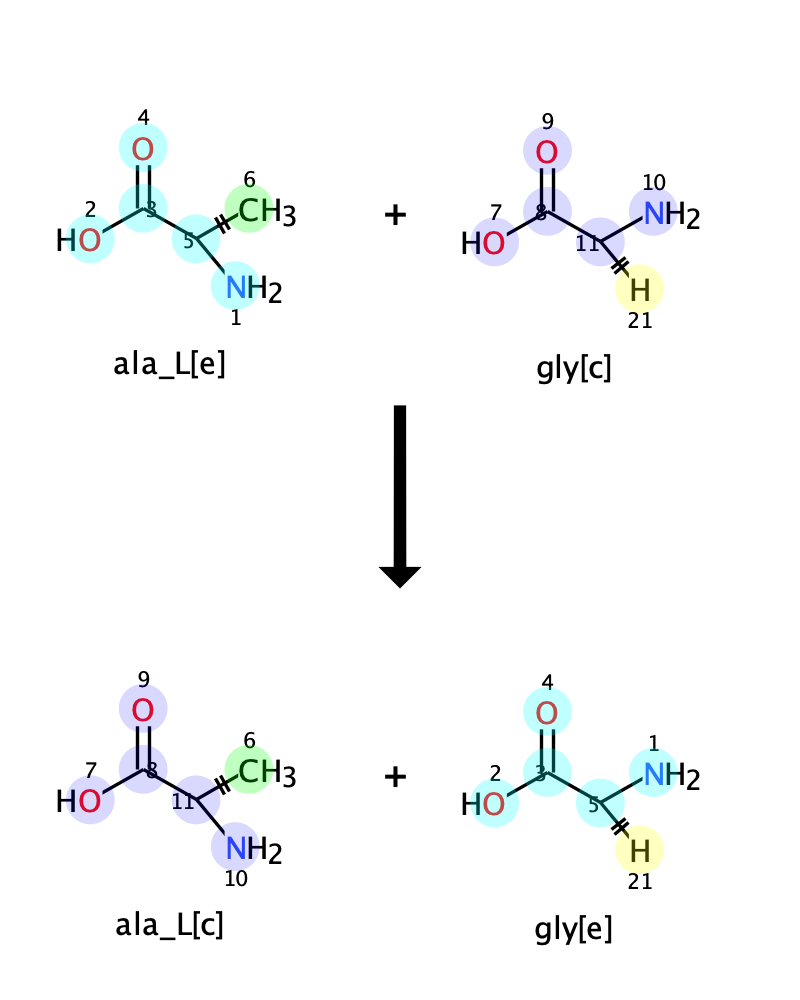 4 9
O O
6 10
2 3 CH3 + 7 8 NH2
HO 5 HO 11
NH2 H
1 21
ala_L[e] gly[c]
9 4
O O
6 1
7 8 CH3 + 2 3 NH2
HO 11 HO 5
NH2 H
10 21
ala_L[c] gly[e]